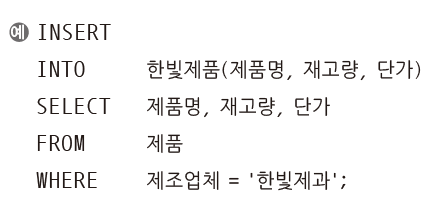 예 INSERT
INTO 한빛제품(제품명, 재고량, 단가)
SELECT 제품명, 재고량, 단가
FROM 제품
WHERE 제조업체 = '한빛제과';